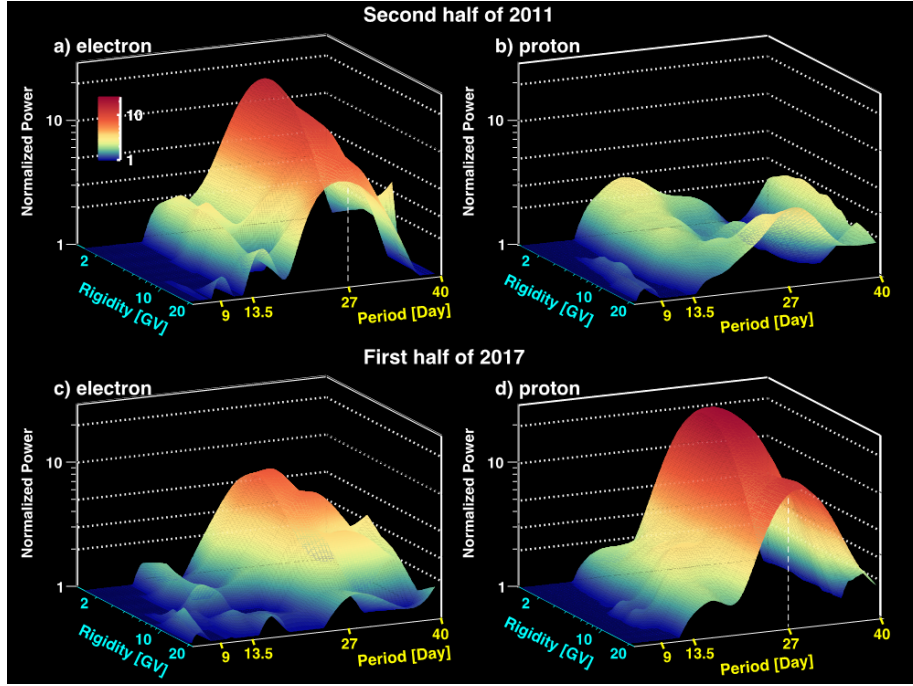 Second half of 2011
a) electron
b) proton
Normalized Power
10
1
10
1
2
10
20
Rigidity [GV]
9
13.5
27
40
Period [Day]
Normalized Power
10
1
2
10
20
Rigidity [GV]
9
13.5
27
40
Period [Day]
First half of 2017
c) electron
d) proton
Normalized Power
10
1
2
10
20
Rigidity [GV]
9
13.5
27
40
Period [Day]
Normalized Power
10
1
2
10
20
Rigidity [GV]
9
13.5
27
40
Period [Day]